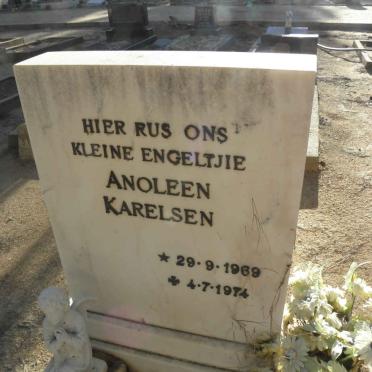 HIER RUS ONS
KLEINE ENGELTJIE
ANOLEEN
KARELSEN
★ 29·9·1969
✠ 4·7·1974